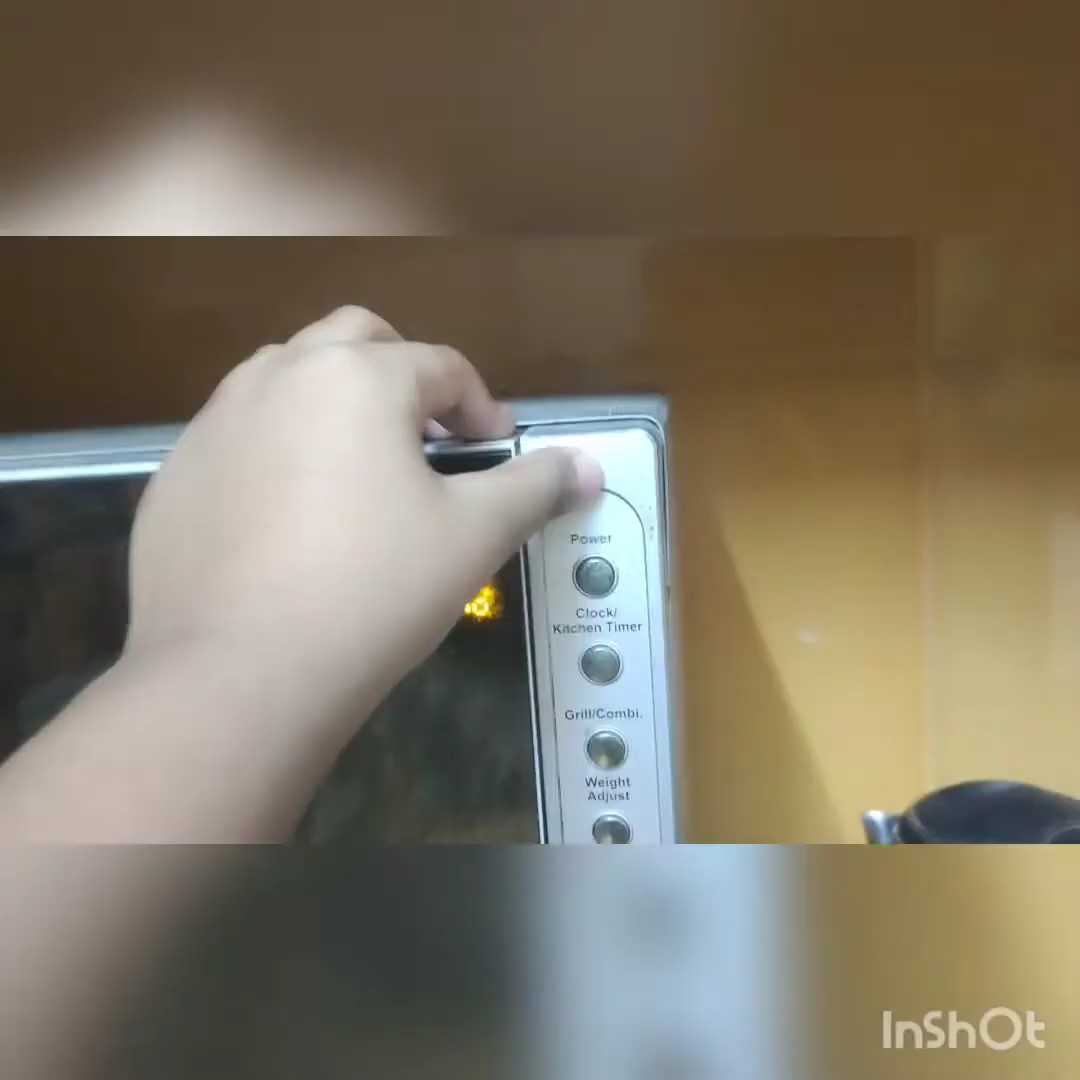 Power
Clock/
Kitchen Timer
Grill/Combi.
Weight
Adjust
InShOt